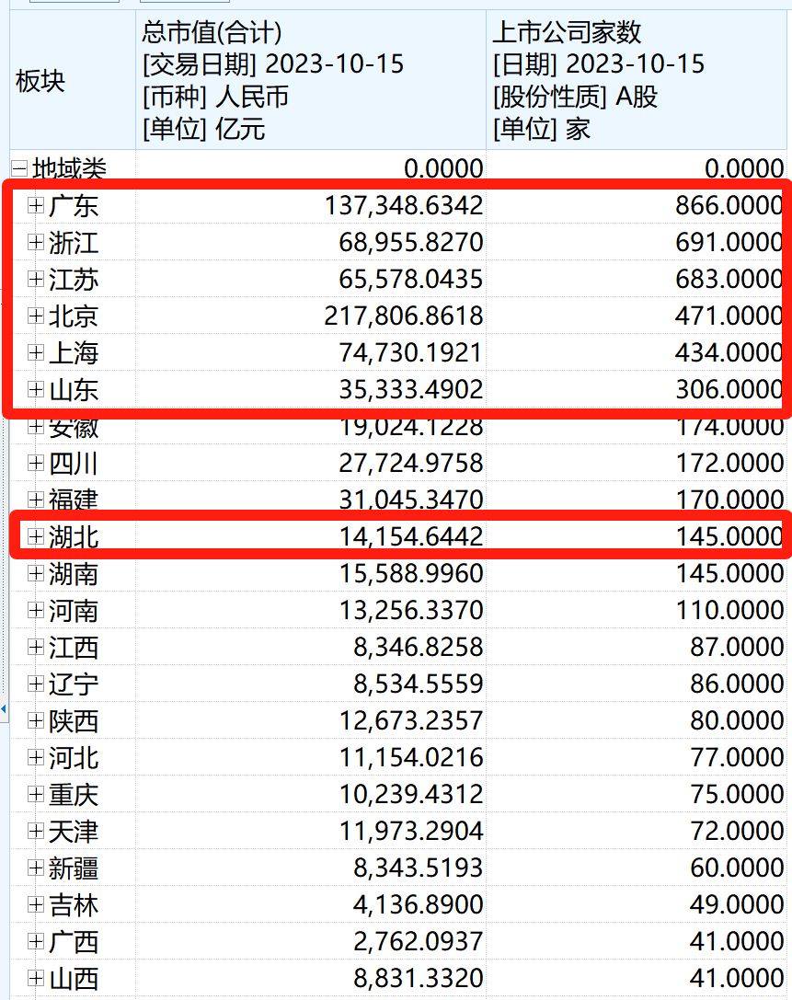 板块
总市值(合计)
[交易日期] 2023-10-15
[币种] 人民币
[单位] 亿元
上市公司家数
[日期] 2023-10-15
[股份性质] A股
[单位] 家
地域类 0.0000 0.0000
广东 137,348.6342 866.0000
浙江 68,955.8270 691.0000
江苏 65,578.0435 683.0000
北京 217,806.8618 471.0000
上海 74,730.1921 434.0000
山东 35,333.4902 306.0000
安徽 19,024.1228 174.0000
四川 27,724.9758 172.0000
福建 31,045.3470 170.0000
湖北 14,154.6442 145.0000
湖南 15,588.9960 145.0000
河南 13,256.3370 110.0000
江西 8,346.8258 87.0000
辽宁 8,534.5559 86.0000
陕西 12,673.2357 80.0000
河北 11,154.0216 77.0000
重庆 10,239.4312 75.0000
天津 11,973.2904 72.0000
新疆 8,343.5193 60.0000
吉林 4,136.8900 49.0000
广西 2,762.0937 41.0000
山西 8,831.3320 41.0000